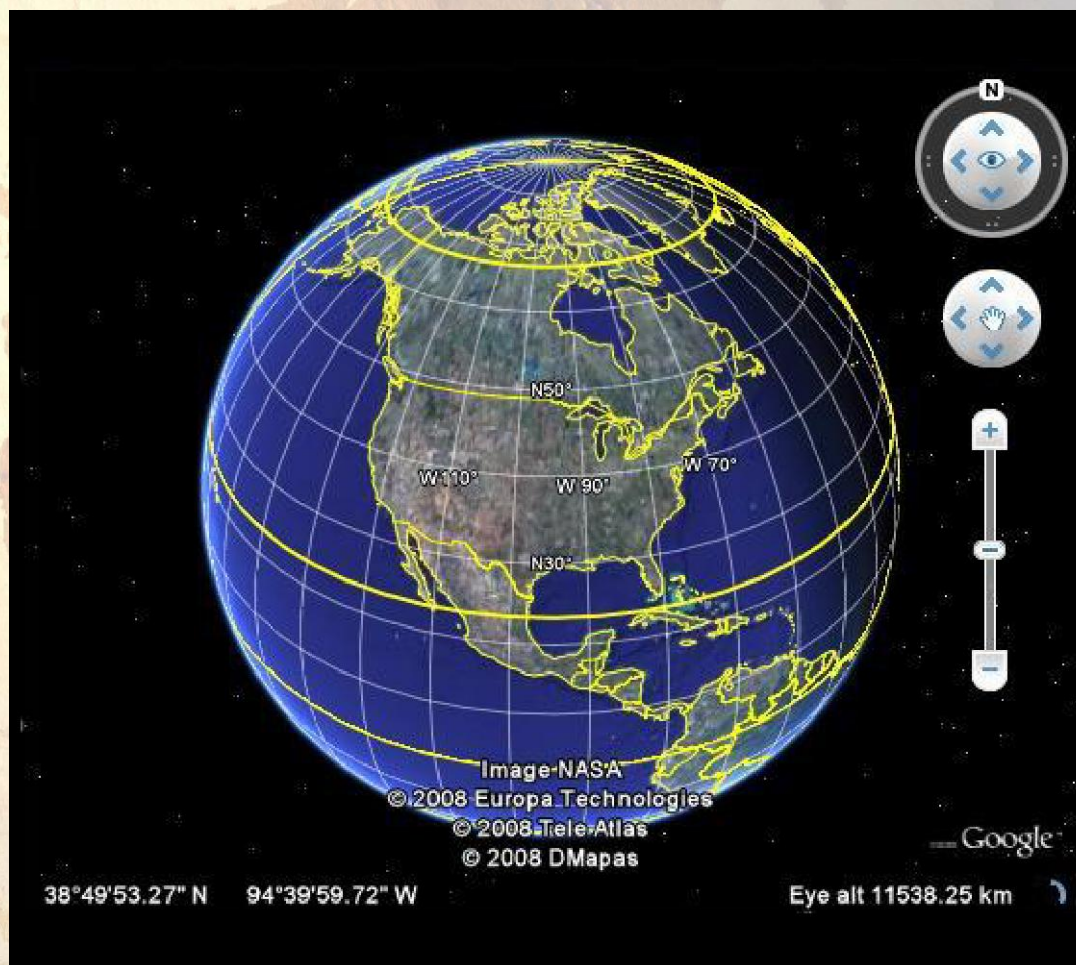 N
N50°
W 70°
W 110°
W 90°
N30°
Image NASA
© 2008 Europa Technologies
© 2008 Tele Atlas
© 2008 DMapas
Google
38°49'53.27" N 94°39'59.72" W
Eye alt 11538.25 km